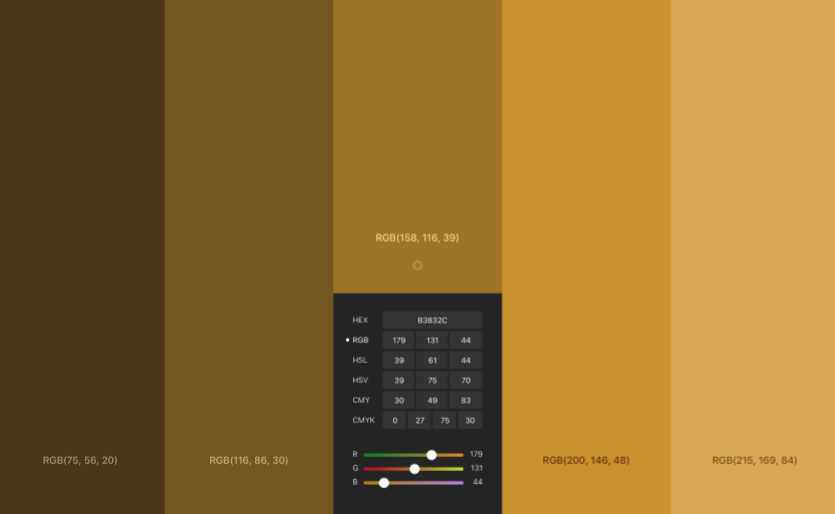 RGB(158, 116, 39)
HEX B3832C
RGB 179 131 44
HSL 39 61 44
HSV 39 75 70
CMY 30 49 83
CMYK 0 27 75 30
R 179
G 131
B 44
RGB(75, 56, 20)
RGB(116, 86, 30)
RGB(200, 146, 48)
RGB(215, 169, 84)